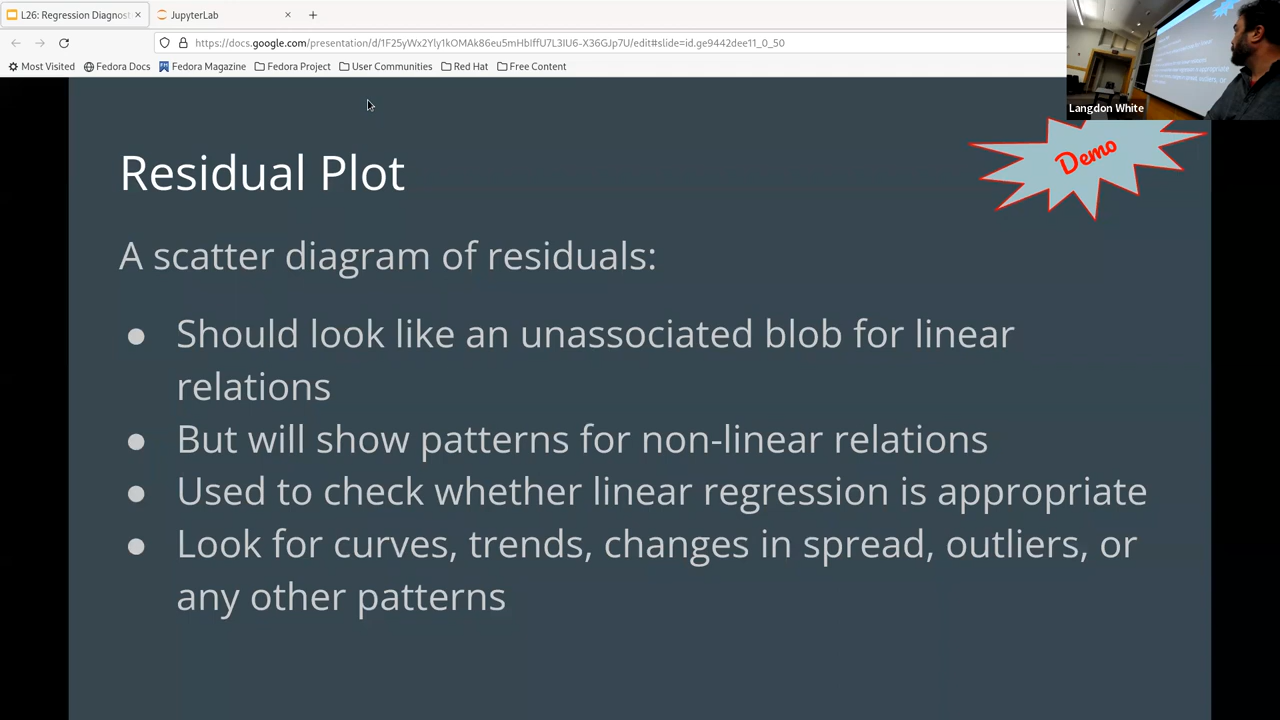 L26: Regression Diagnost
JupyterLab
https://docs.google.com/presentation/d/1F25yWx2Yly1kOMAk86eu5mHbIffU7L3IU6-X36GJp7U/edit#slide=id.ge9442dee11_0_50
Most Visited
Fedora Docs
Fedora Magazine
Fedora Project
User Communities
Red Hat
Free Content
Langdon White
Demo
Residual Plot
A scatter diagram of residuals:
● Should look like an unassociated blob for linear
relations
● But will show patterns for non-linear relations
● Used to check whether linear regression is appropriate
● Look for curves, trends, changes in spread, outliers, or
any other patterns